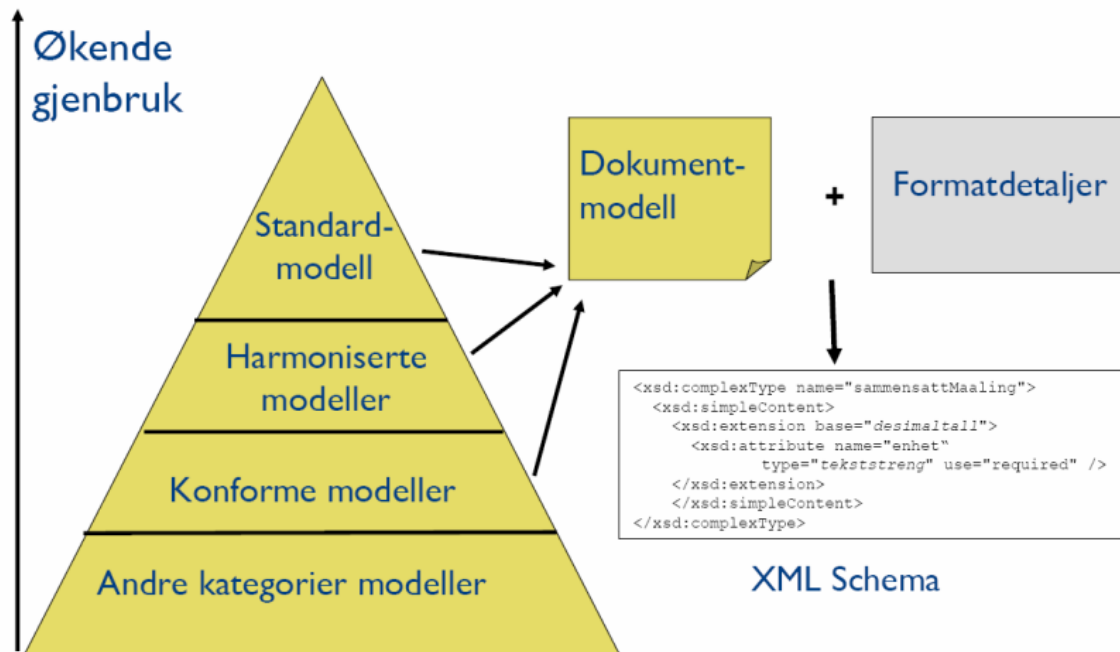 Økende
gjenbruk
Standard-
modell
Harmoniserte
modeller
Konforme modeller
Andre kategorier modeller
Dokument-
modell
+
Formatdetaljer
<xsd:complexType name="sammensattMaaling">
<xsd:simpleContent>
<xsd:extension base="desimaltall">
<xsd:attribute name="enhet“
type="tekststreng" use="required" />
</xsd:extension>
</xsd:simpleContent>
</xsd:complexType>
XML Schema